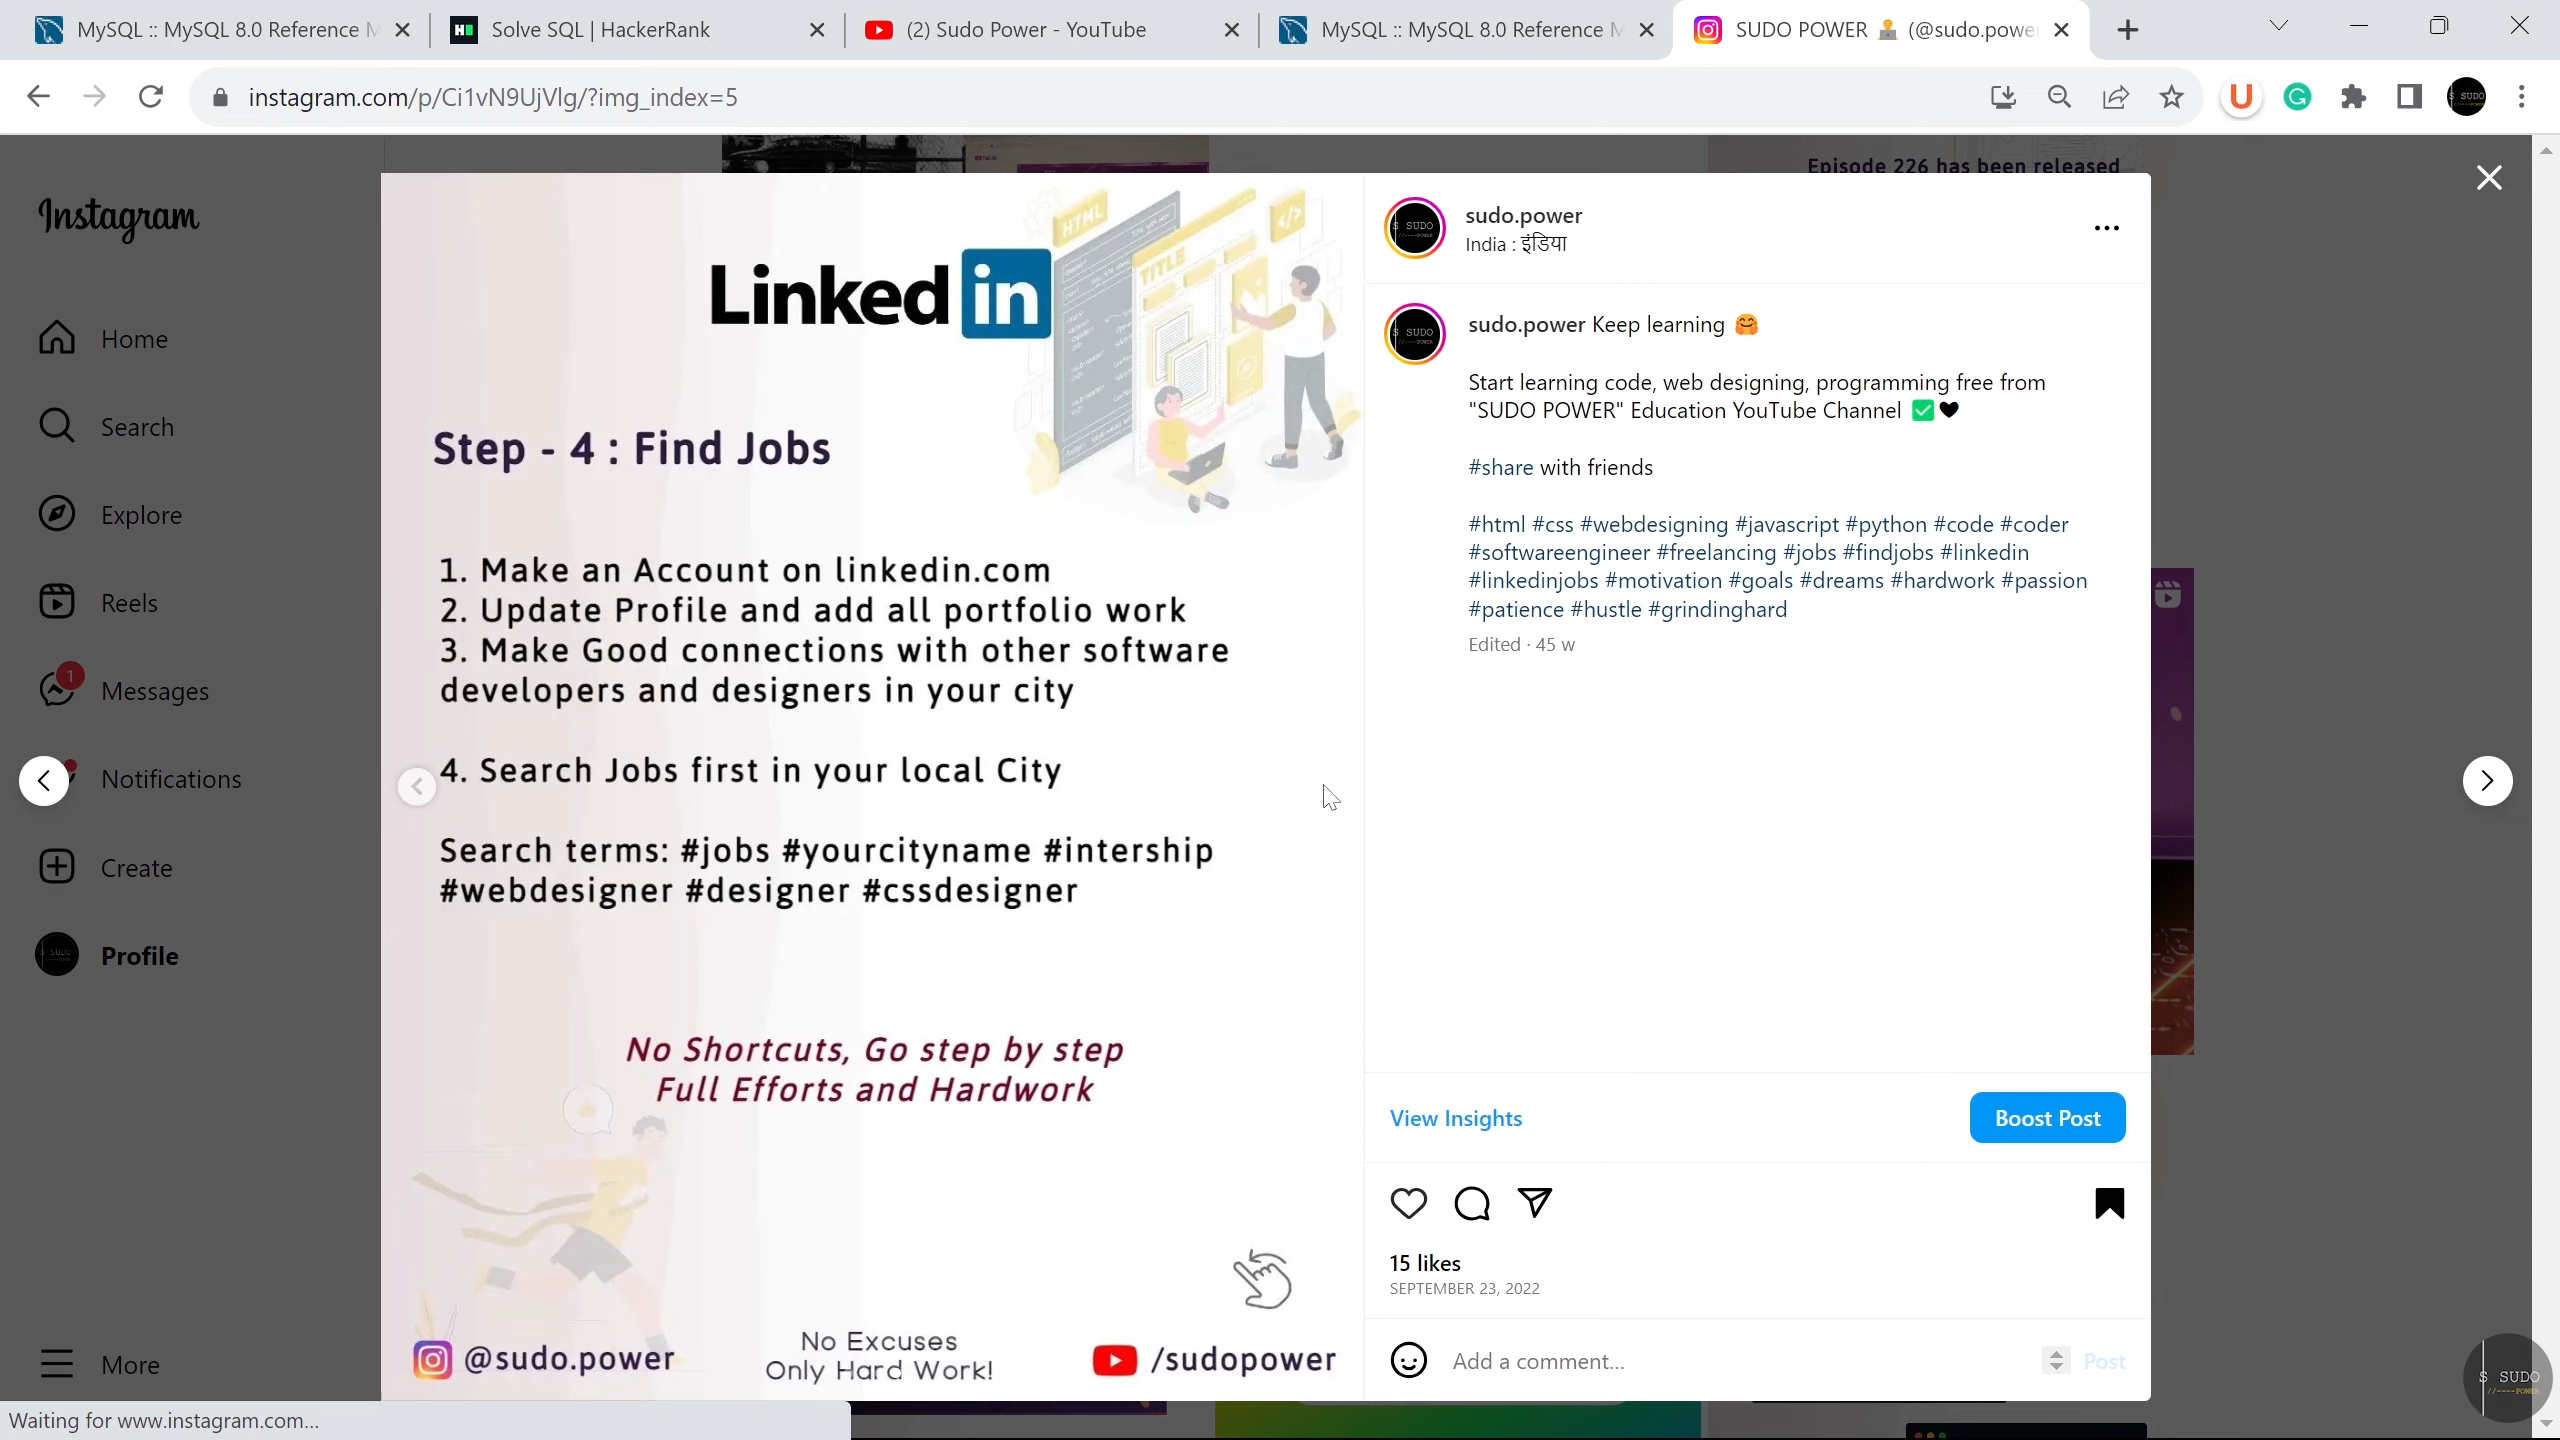 MySQL :: MySQL 8.0 Reference M
Solve SQL | HackerRank
(2) Sudo Power - YouTube
MySQL :: MySQL 8.0 Reference M
SUDO POWER 👨‍💻 (@sudo.powe
instagram.com/p/Ci1vN9UjVlg/?img_index=5
Episode 226 has been released
Instagram
Home
Search
Explore
Reels
1
Messages
Notifications
Create
Profile
More
Linked in
HTML
TITLE
</>
Step - 4 : Find Jobs
1. Make an Account on linkedin.com
2. Update Profile and add all portfolio work
3. Make Good connections with other software
developers and designers in your city
4. Search Jobs first in your local City
Search terms: #jobs #yourcityname #intership
#webdesigner #designer #cssdesigner
No Shortcuts, Go step by step
Full Efforts and Hardwork
@sudo.power
No Excuses
Only Hard Work!
/sudopower
$ SUDO
sudo.power
India : इंडिया
$ SUDO
sudo.power Keep learning 🤗
Start learning code, web designing, programming free from
"SUDO POWER" Education YouTube Channel ✅🖤
#share with friends
#html #css #webdesigning #javascript #python #code #coder
#softwareengineer #freelancing #jobs #findjobs #linkedin
#linkedinjobs #motivation #goals #dreams #hardwork #passion
#patience #hustle #grindinghard
Edited · 45 w
View Insights
Boost Post
15 likes
SEPTEMBER 23, 2022
Add a comment...
Post
$ SUDO
//----POWER
Waiting for www.instagram.com...